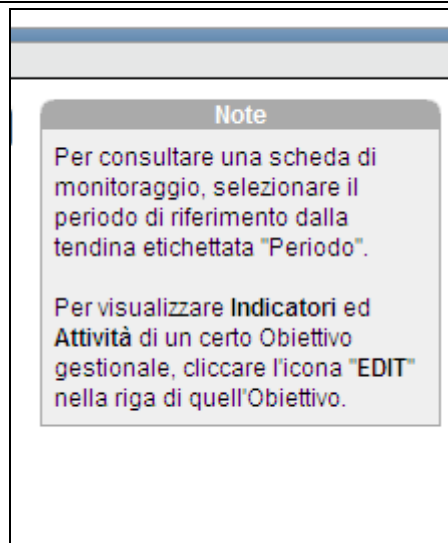 Note
Per consultare una scheda di
monitoraggio, selezionare il
periodo di riferimento dalla
tendina etichettata "Periodo".
Per visualizzare Indicatori ed
Attività di un certo Obiettivo
gestionale, cliccare l'icona "EDIT"
nella riga di quell'Obiettivo.